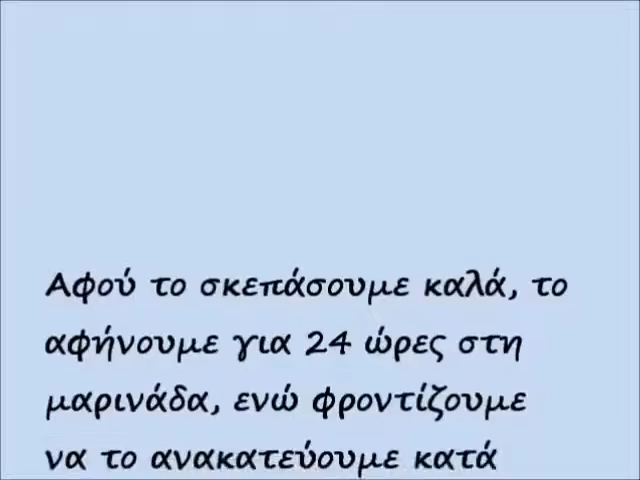 Αφού το σκεπάσουμε καλά, το
αφήνουμε για 24 ώρες στη
μαρινάδα, ενώ φροντίζουμε
να το ανακατεύουμε κατά